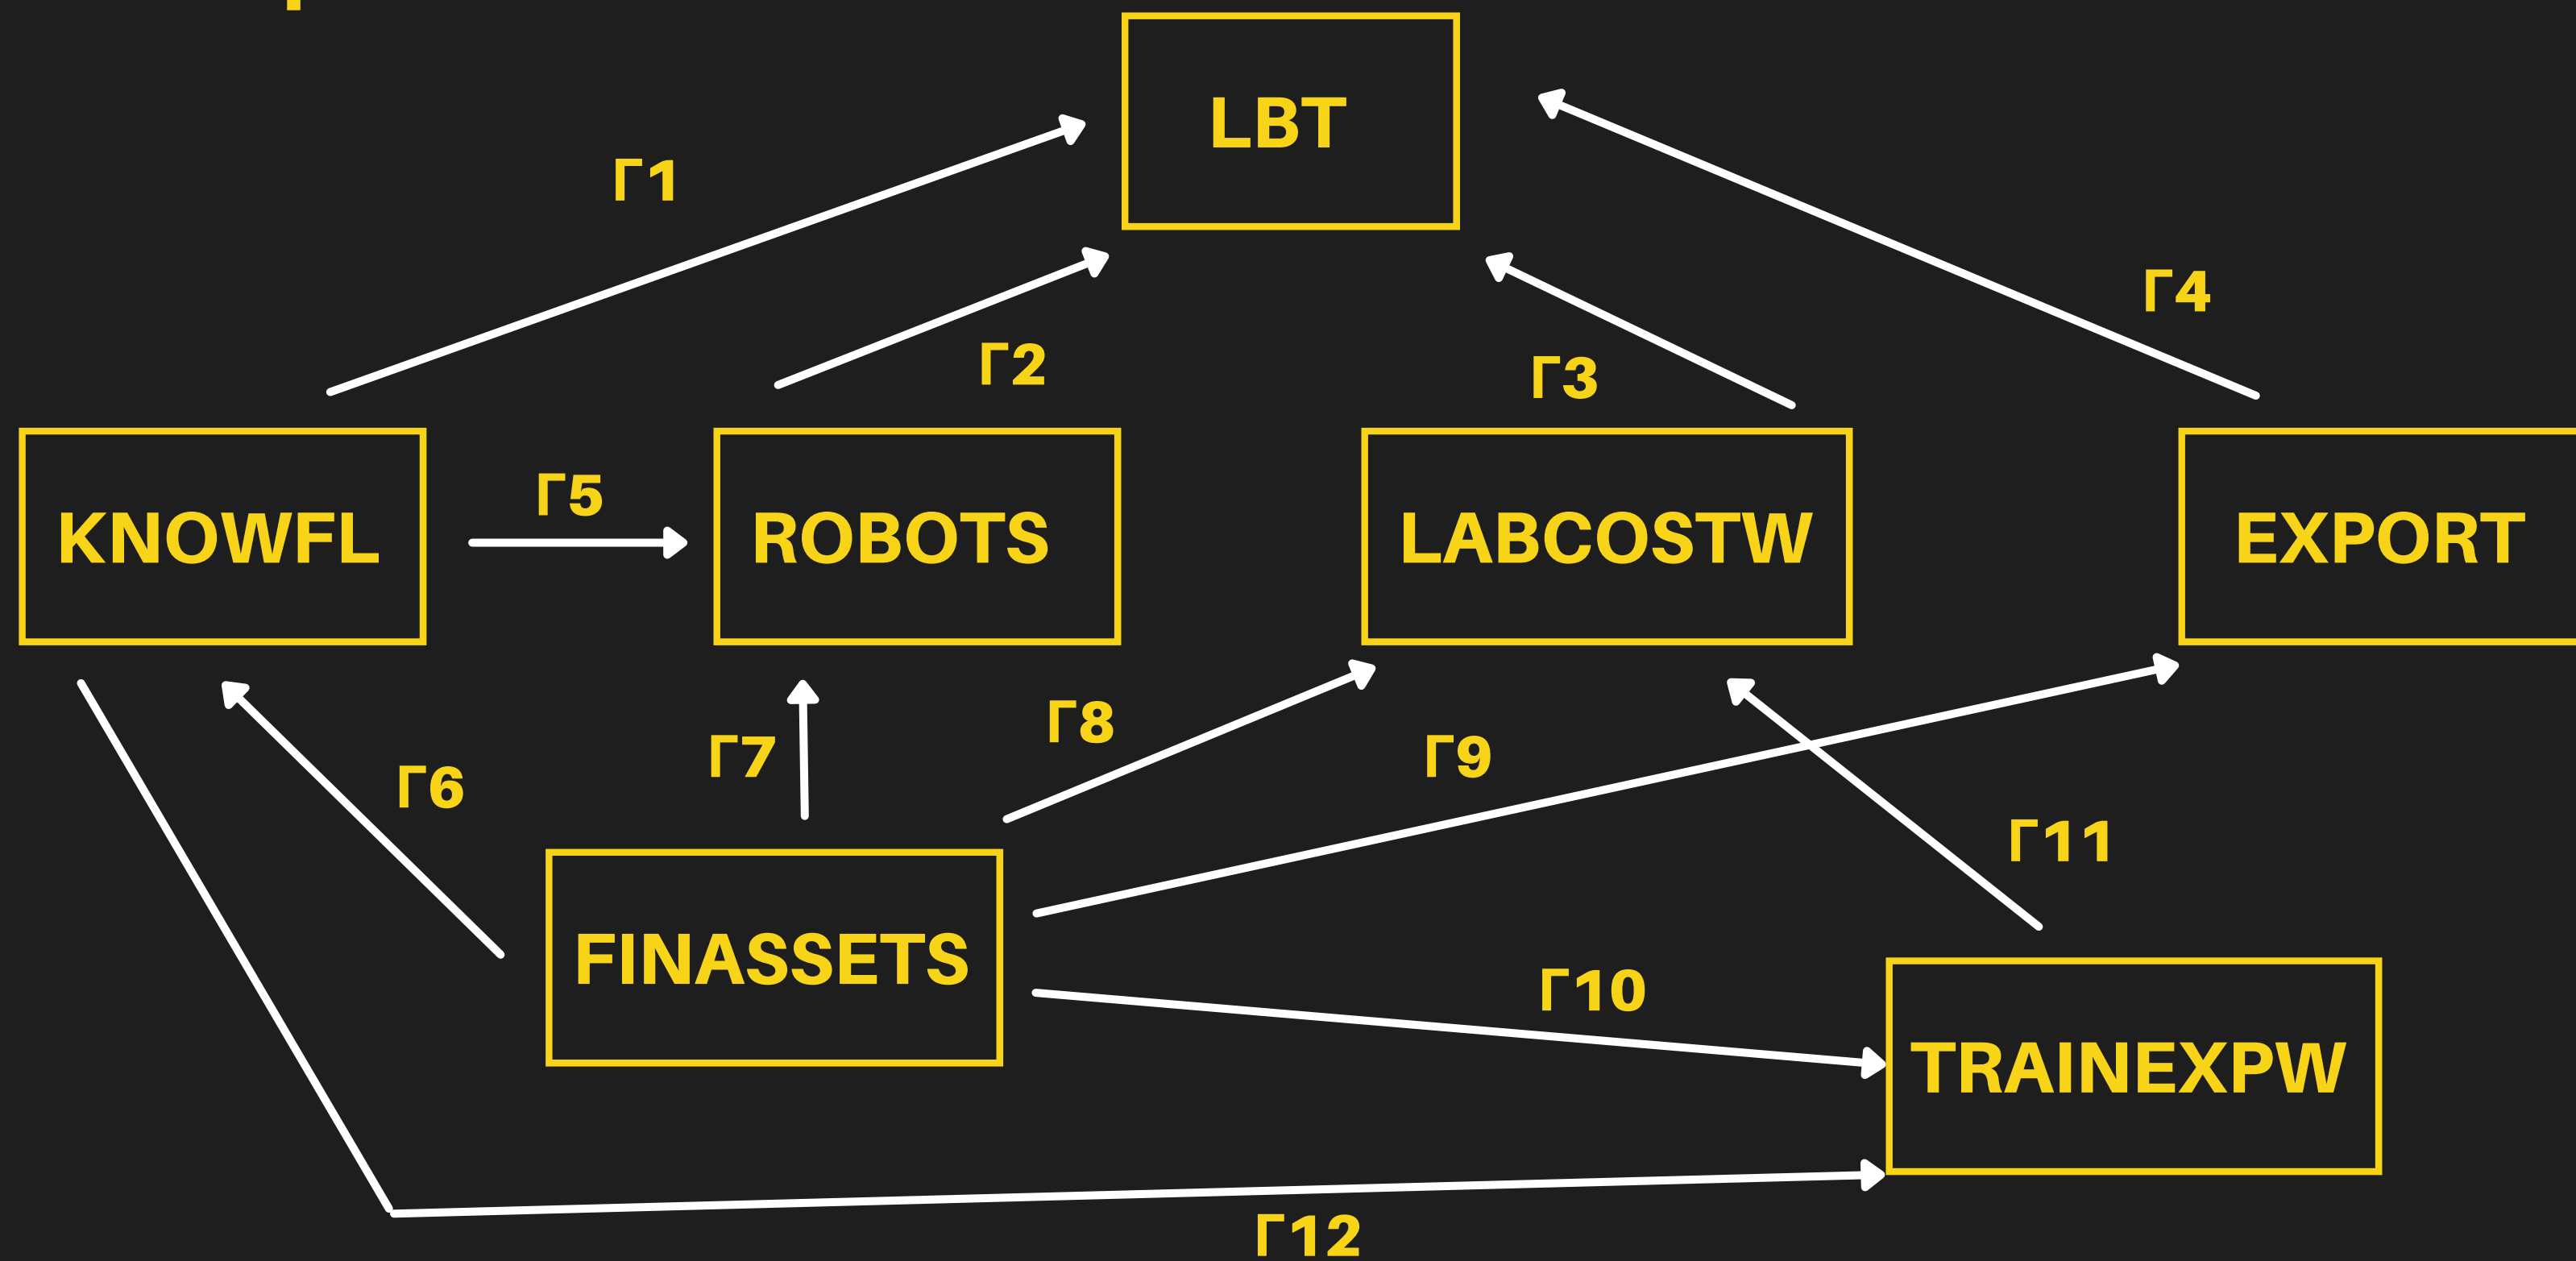 LBT
Γ1
Γ4
Γ2
Γ3
KNOWFL
Γ5
ROBOTS
LABCOSTW
EXPORT
Γ6
Γ7
Γ8
Γ9
Γ11
FINASSETS
Γ10
TRAINEXPW
Γ12